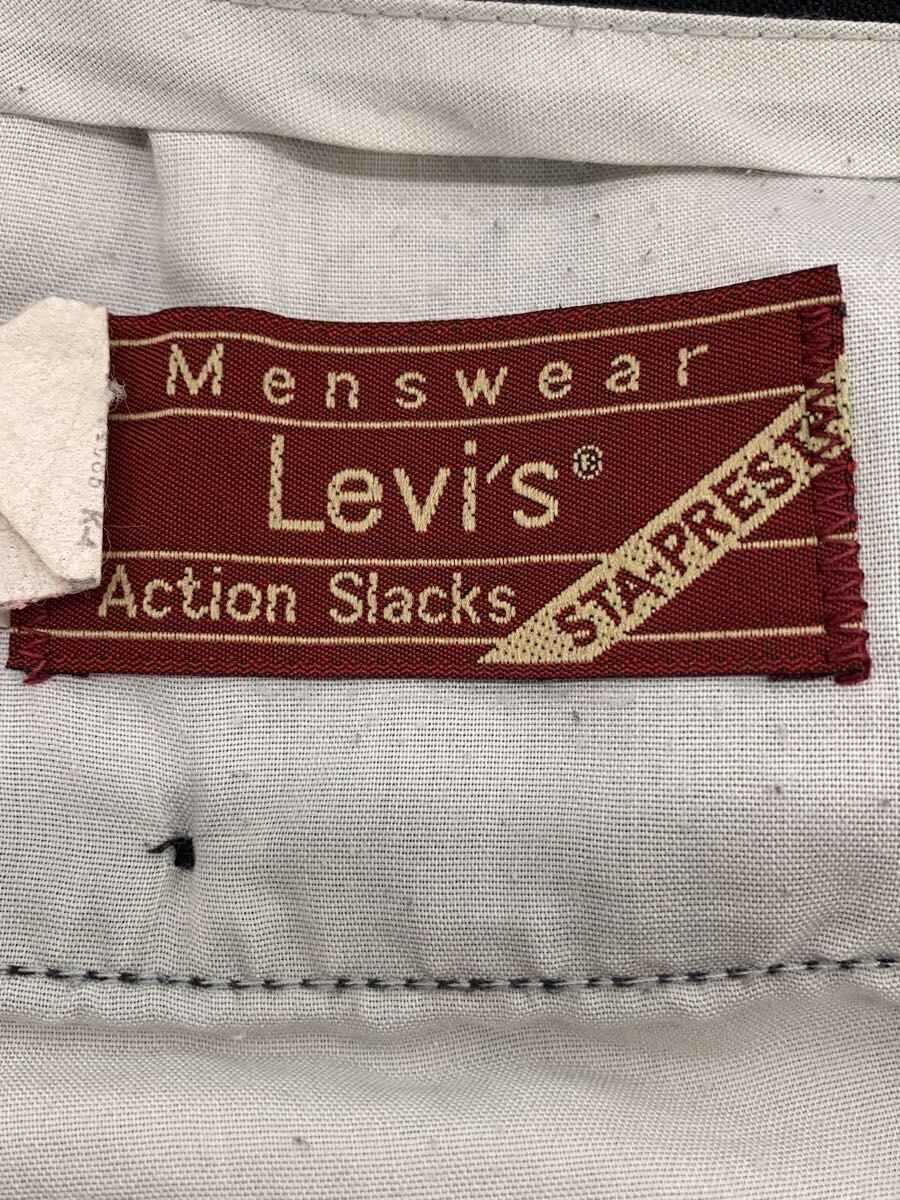 Menswear
Levi's®
Action Slacks
STA-PREST